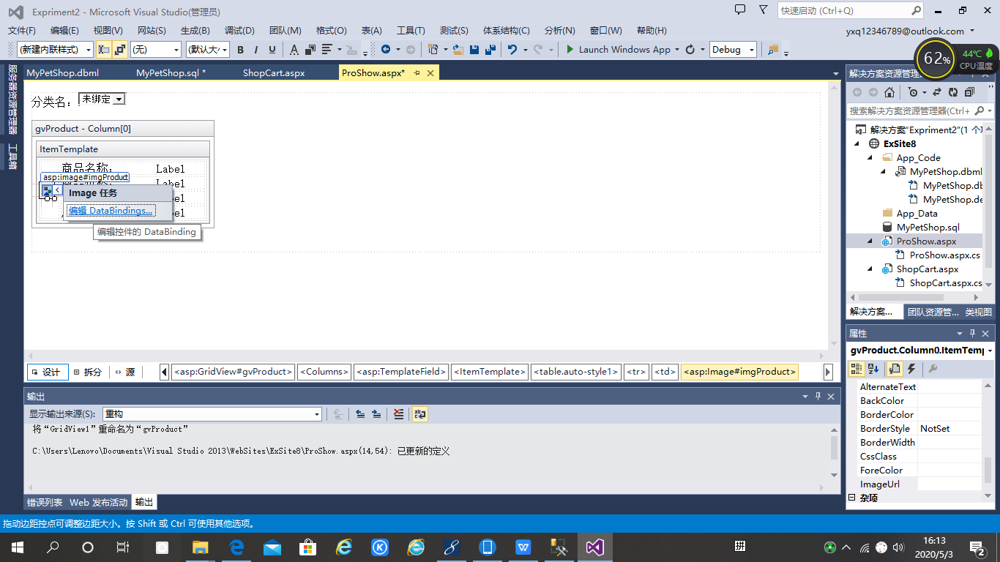 Expriment2 - Microsoft Visual Studio(管理员)
快速启动 (Ctrl+Q)
文件(F) 编辑(E) 视图(V) 网站(S) 生成(B) 调试(D) 团队(M) 格式(O) 表(A) 工具(T) 测试(S) 体系结构(C) 分析(N) 窗口(W) 帮助(H)
yxq12346789@outlook.com
(新建内联样式) (无) (默认大小 B I U A Launch Windows App Debug
62%
44℃
CPU温度
服务器资源管理器
工具箱
MyPetShop.dbml MyPetShop.sql * ShopCart.aspx ProShow.aspx*
分类名: 未绑定
gvProduct - Column[0]
ItemTemplate
商品名称: Label
asp:image#imgProduct
Label
Image 任务
编辑 DataBindings...
编辑控件的 DataBinding
设计 拆分 源
<asp:GridView#gvProduct> <Columns> <asp:TemplateField> <ItemTemplate> <table.auto-style1> <tr> <td> <asp:Image#imgProduct>
输出
显示输出来源(S): 重构
将“GridView1”重命名为“gvProduct”
C:\Users\Lenovo\Documents\Visual Studio 2013\WebSites\ExSite8\ProShow.aspx(14,54): 已更新的定义
错误列表 Web 发布活动 输出
解决方案资源管理
搜索解决方案资源管理器(Ctrl+
解决方案"Expriment2"(1 个
ExSite8
App_Code
MyPetShop.dbml
MyPetShop.db
MyPetShop.de
App_Data
MyPetShop.sql
ProShow.aspx
ProShow.aspx.cs
ShopCart.aspx
ShopCart.aspx.cs
解决方案... 团队资源管... 类视图
属性
gvProduct.Column0.ItemTemp
AlternateText
BackColor
BorderColor
BorderStyle NotSet
BorderWidth
CssClass
ForeColor
ImageUrl
杂项
拖动边距控点可调整边距大小。按 Shift 或 Ctrl 可使用其他选项。
拼
16:13
2020/5/3
2